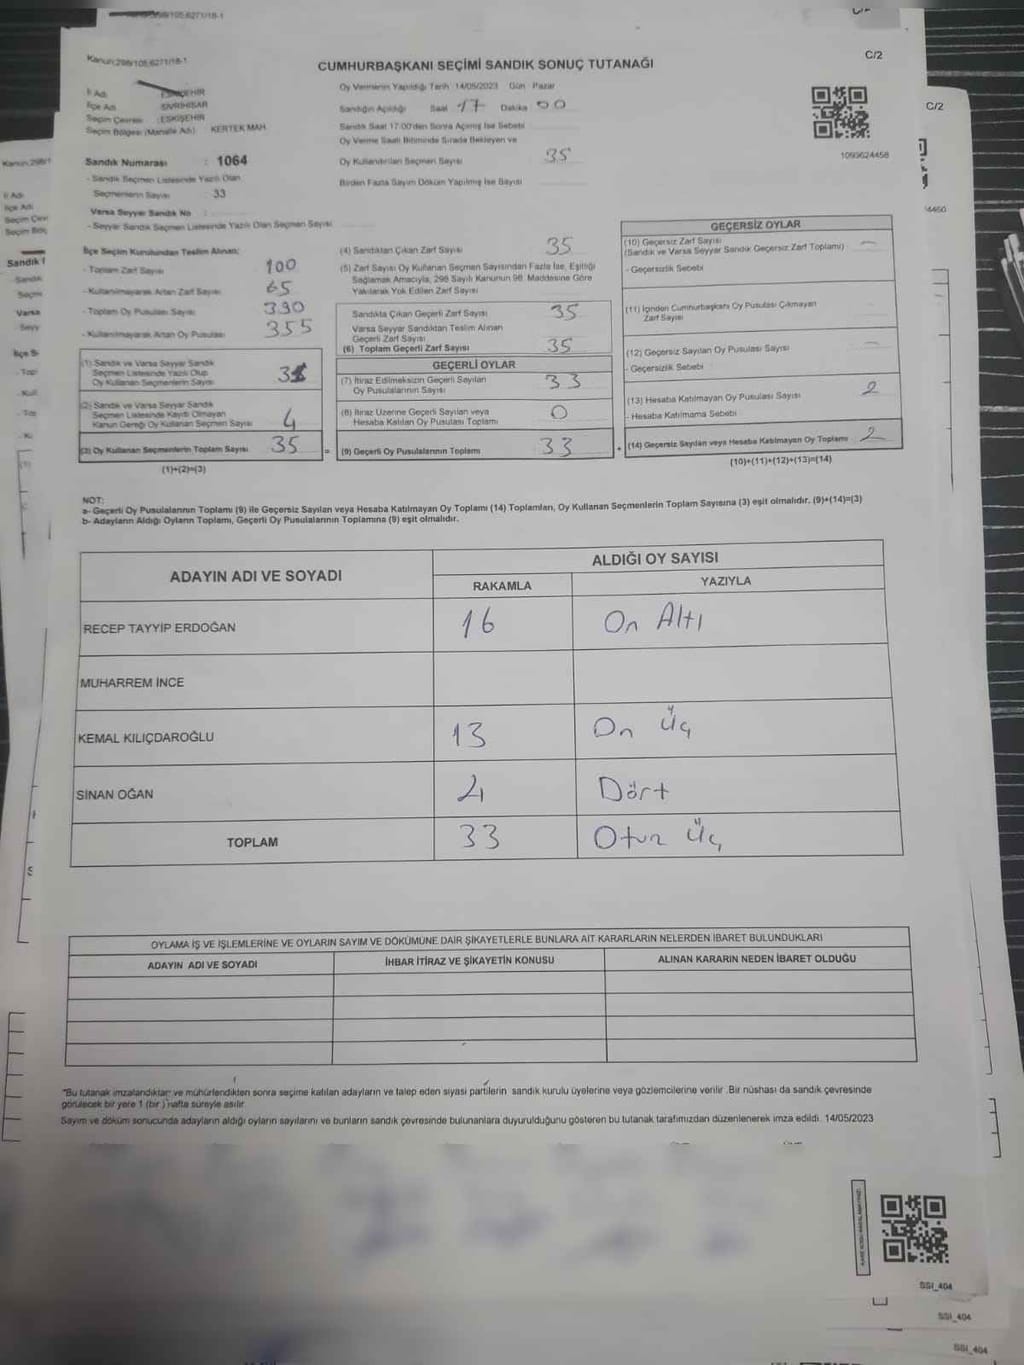 Kanun:298/105,6271/18-1
C/2
CUMHURBAŞKANI SEÇİMİ SANDIK SONUÇ TUTANAĞI
İl Adı : ESKİŞEHİR
İlçe Adı : SİVRİHİSAR
Seçim Çevresi : ESKİŞEHİR
Seçim Bölgesi (Mahalle Adı) : KERTEK MAH.
Oy Vermenin Yapıldığı Tarih 14/05/2023 Gün Pazar
Sandığın Açıldığı Saat 17 Dakika 00
Sandık Saat 17:00'den Sonra Açılmış İse Sebebi
Oy Verme Saati Bitiminde Sırada Bekleyen ve
Oy Kullandırılan Seçmen Sayısı 35
Birden Fazla Sayım Döküm Yapılmış İse Sayısı
1093624458
Sandık Numarası : 1064
- Sandık Seçmen Listesinde Yazılı Olan
Seçmenlerin Sayısı : 33
Varsa Seyyar Sandık No :
- Seyyar Sandık Seçmen Listesinde Yazılı Olan Seçmen Sayısı
İlçe Seçim Kurulundan Teslim Alınan;
- Toplam Zarf Sayısı 100
- Kullanılmayarak Artan Zarf Sayısı 65
- Toplam Oy Pusulası Sayısı 390
- Kullanılmayarak Artan Oy Pusulası 355
(1) Sandık ve Varsa Seyyar Sandık
Seçmen Listesinde Yazılı Olup
Oy Kullanan Seçmenlerin Sayısı
(2) Sandık ve Varsa Seyyar Sandık
Seçmen Listesinde Kayıtlı Olmayan
Kanun Gereği Oy Kullanan Seçmen Sayısı 4
(3) Oy Kullanan Seçmenlerin Toplam Sayısı 35
(1)+(2)=(3)
(4) Sandıktan Çıkan Zarf Sayısı 35
(5) Zarf Sayısı Oy Kullanan Seçmen Sayısından Fazla İse, Eşitliği
Sağlamak Amacıyla, 298 Sayılı Kanunun 98. Maddesine Göre
Yakılarak Yok Edilen Zarf Sayısı
Sandıkta Çıkan Geçerli Zarf Sayısı 35
Varsa Seyyar Sandıktan Teslim Alınan
Geçerli Zarf Sayısı
(6) Toplam Geçerli Zarf Sayısı 35
GEÇERLİ OYLAR
(7) İtiraz Edilmeksizin Geçerli Sayılan
Oy Pusulalarının Sayısı 33
(8) İtiraz Üzerine Geçerli Sayılan veya
Hesaba Katılan Oy Pusulası Toplamı 0
= (9) Geçerli Oy Pusulalarının Toplamı 33
GEÇERSİZ OYLAR
(10) Geçersiz Zarf Sayısı
(Sandık ve Varsa Seyyar Sandık Geçersiz Zarf Toplamı) —
- Geçersizlik Sebebi
(11) İçinden Cumhurbaşkanı Oy Pusulası Çıkmayan
Zarf Sayısı
(12) Geçersiz Sayılan Oy Pusulası Sayısı —
- Geçersizlik Sebebi
(13) Hesaba Katılmayan Oy Pusulası Sayısı 2
- Hesaba Katılmama Sebebi
+ (14) Geçersiz Sayılan veya Hesaba Katılmayan Oy Toplamı 2
(10)+(11)+(12)+(13)=(14)
NOT:
a- Geçerli Oy Pusulalarının Toplamı (9) ile Geçersiz Sayılan veya Hesaba Katılmayan Oy Toplamı (14) Toplamları, Oy Kullanan Seçmenlerin Toplam Sayısına (3) eşit olmalıdır. (9)+(14)=(3)
b- Adayların Aldığı Oyların Toplamı, Geçerli Oy Pusulalarının Toplamına (9) eşit olmalıdır.
ADAYIN ADI VE SOYADI
ALDIĞI OY SAYISI
RAKAMLA YAZIYLA
RECEP TAYYİP ERDOĞAN 16 On Altı
MUHARREM İNCE
KEMAL KILIÇDAROĞLU 13 On Üç
SİNAN OĞAN 4 Dört
TOPLAM 33 Otuz Üç
OYLAMA İŞ VE İŞLEMLERİNE VE OYLARIN SAYIM VE DÖKÜMÜNE DAİR ŞİKAYETLERLE BUNLARA AİT KARARLARIN NELERDEN İBARET BULUNDUKLARI
ADAYIN ADI VE SOYADI İHBAR İTİRAZ VE ŞİKAYETİN KONUSU ALINAN KARARIN NEDEN İBARET OLDUĞU
*Bu tutanak imzalandıktan ve mühürlendikten sonra seçime katılan adayların ve talep eden siyasi partilerin sandık kurulu üyelerine veya gözlemcilerine verilir .Bir nüshası da sandık çevresinde
görülecek bir yere 1 (bir ) hafta süreyle asılır.
Sayım ve döküm sonucunda adayların aldığı oyların sayılarını ve bunların sandık çevresinde bulunanlara duyurulduğunu gösteren bu tutanak tarafımızdan düzenlenerek imza edildi. 14/05/2023
SSI_404
SSI_404
SSI_404